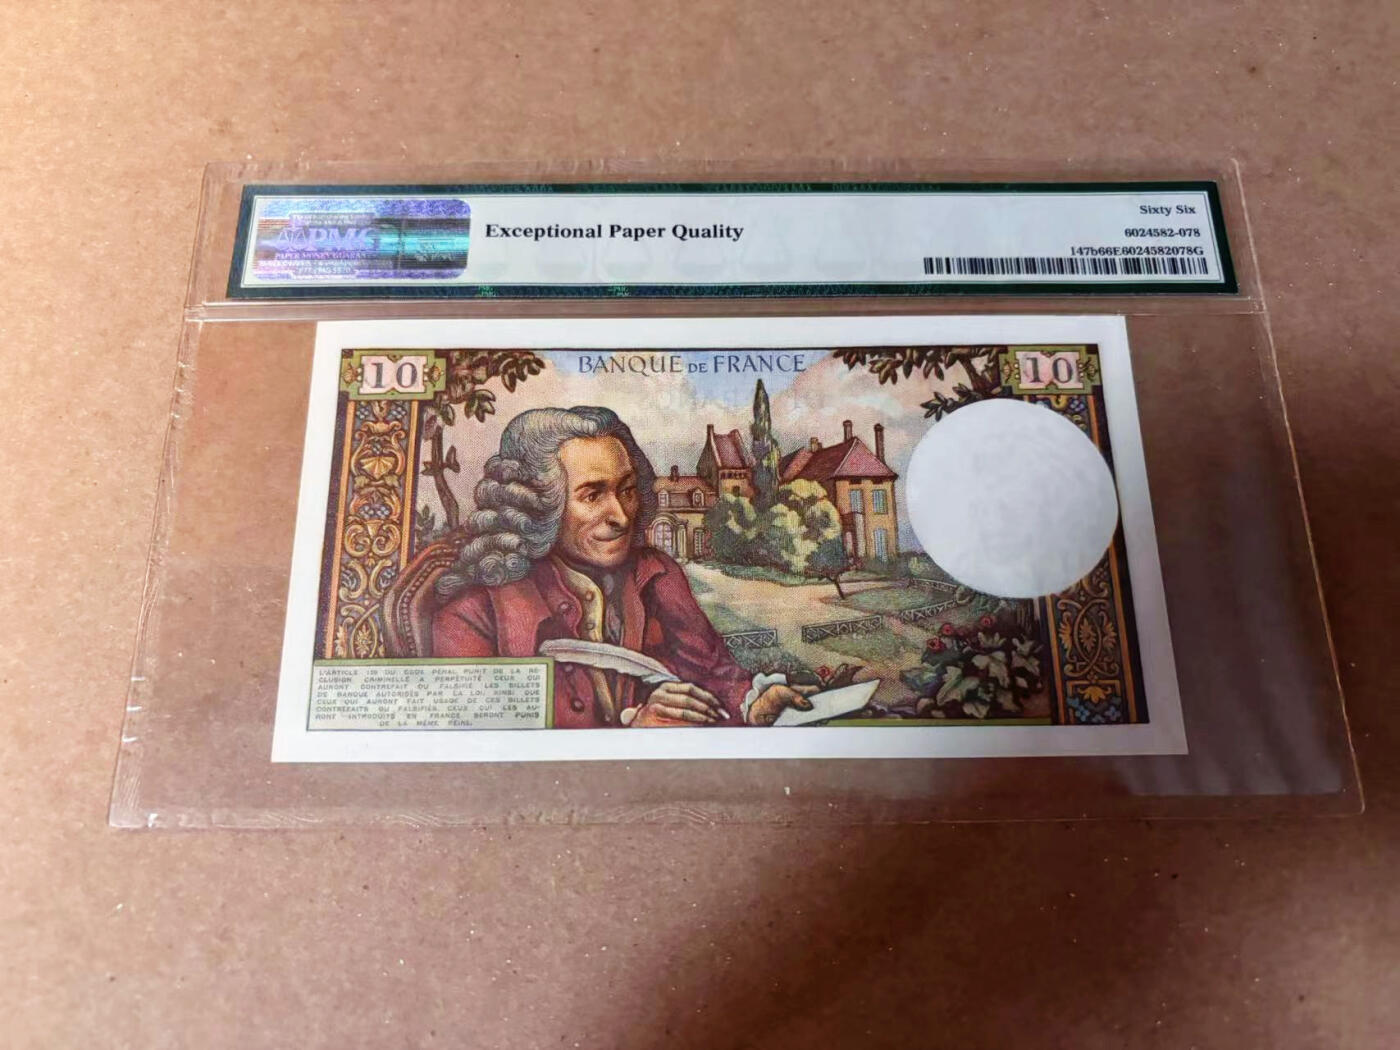 PMG
PAPER MONEY GUARANTY
Exceptional Paper Quality
Sixty Six
6024582-078
147b66E6024582078G
10
BANQUE DE FRANCE
10
L'ARTICLE 139 DU CODE PÉNAL PUNIT DE LA RÉ-
CLUSION CRIMINELLE A PERPÉTUITÉ CEUX QUI
AURONT CONTREFAIT OU FALSIFIÉ LES BILLETS
DE BANQUE AUTORISÉS PAR LA LOI, AINSI QUE
CEUX QUI AURONT FAIT USAGE DE CES BILLETS
CONTREFAITS OU FALSIFIÉS. CEUX QUI LES AU-
RONT INTRODUITS EN FRANCE SERONT PUNIS
DE LA MÊME PEINE.